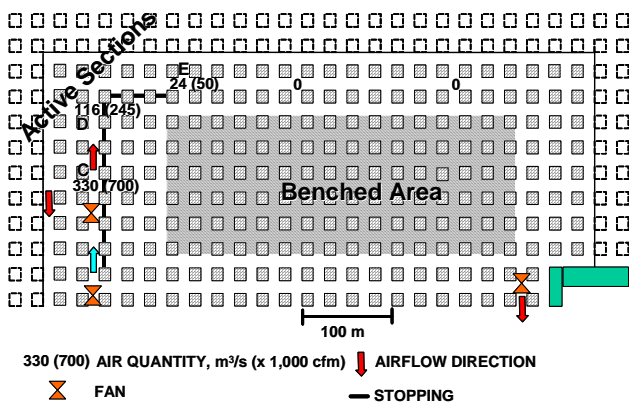 Active Sections
E
24 (50)
0
0
116 (245)
D
C
330 (700)
Benched Area
100 m
330 (700) AIR QUANTITY, m³/s (x 1,000 cfm)
AIRFLOW DIRECTION
FAN
STOPPING